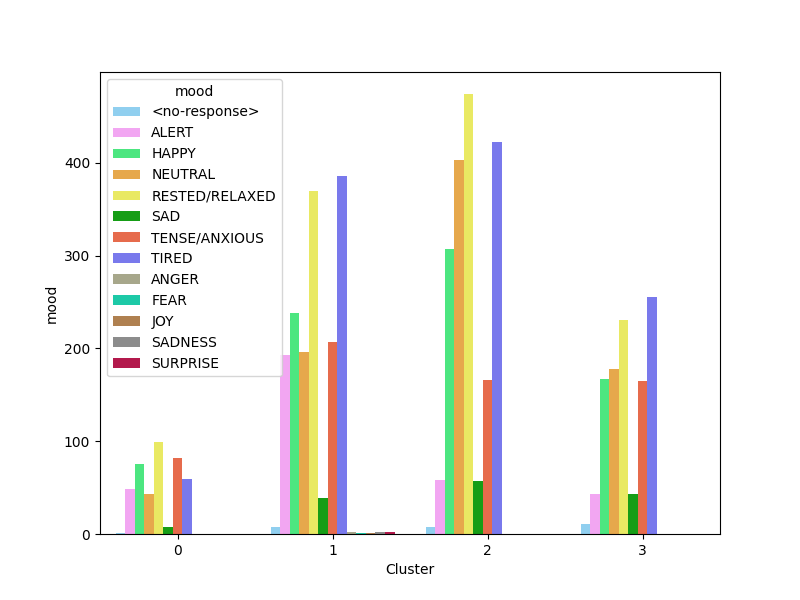 mood
<no-response>
ALERT
HAPPY
NEUTRAL
RESTED/RELAXED
SAD
TENSE/ANXIOUS
TIRED
ANGER
FEAR
JOY
SADNESS
SURPRISE
400
300
200
100
0
mood
0 1 2 3
Cluster